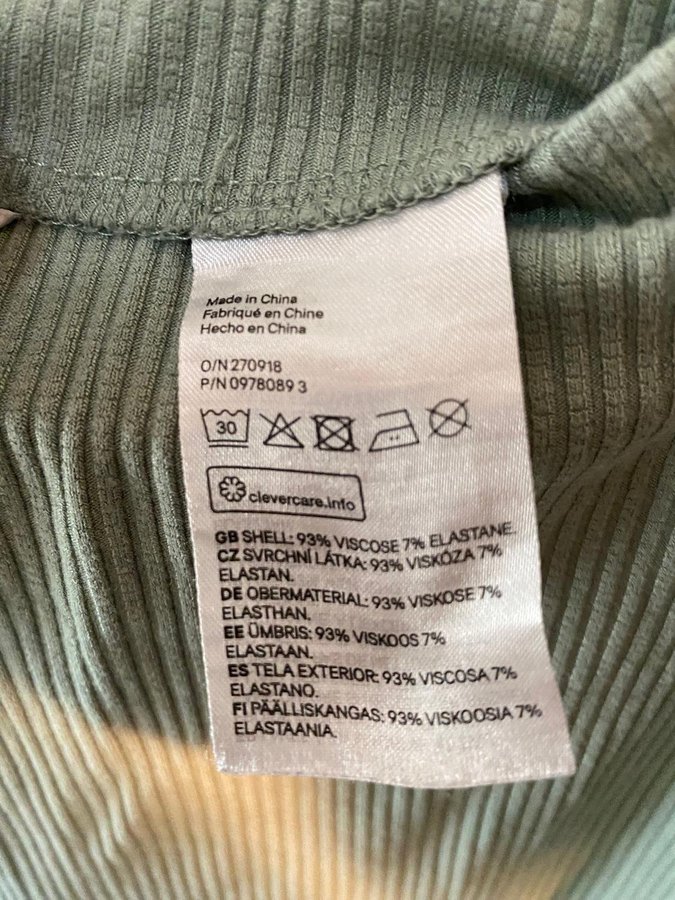 Made in China
Fabriqué en Chine
Hecho en China
O/N 270918
P/N 0978089 3
30
clevercare.info
GB SHELL: 93% VISCOSE 7% ELASTANE.
CZ SVRCHNÍ LÁTKA: 93% VISKÓZA 7%
ELASTAN.
DE OBERMATERIAL: 93% VISKOSE 7%
ELASTHAN.
EE ÜMBRIS: 93% VISKOOS 7%
ELASTAAN.
ES TELA EXTERIOR: 93% VISCOSA 7%
ELASTANO.
FI PÄÄLLISKANGAS: 93% VISKOOSIA 7%
ELASTAANIA.